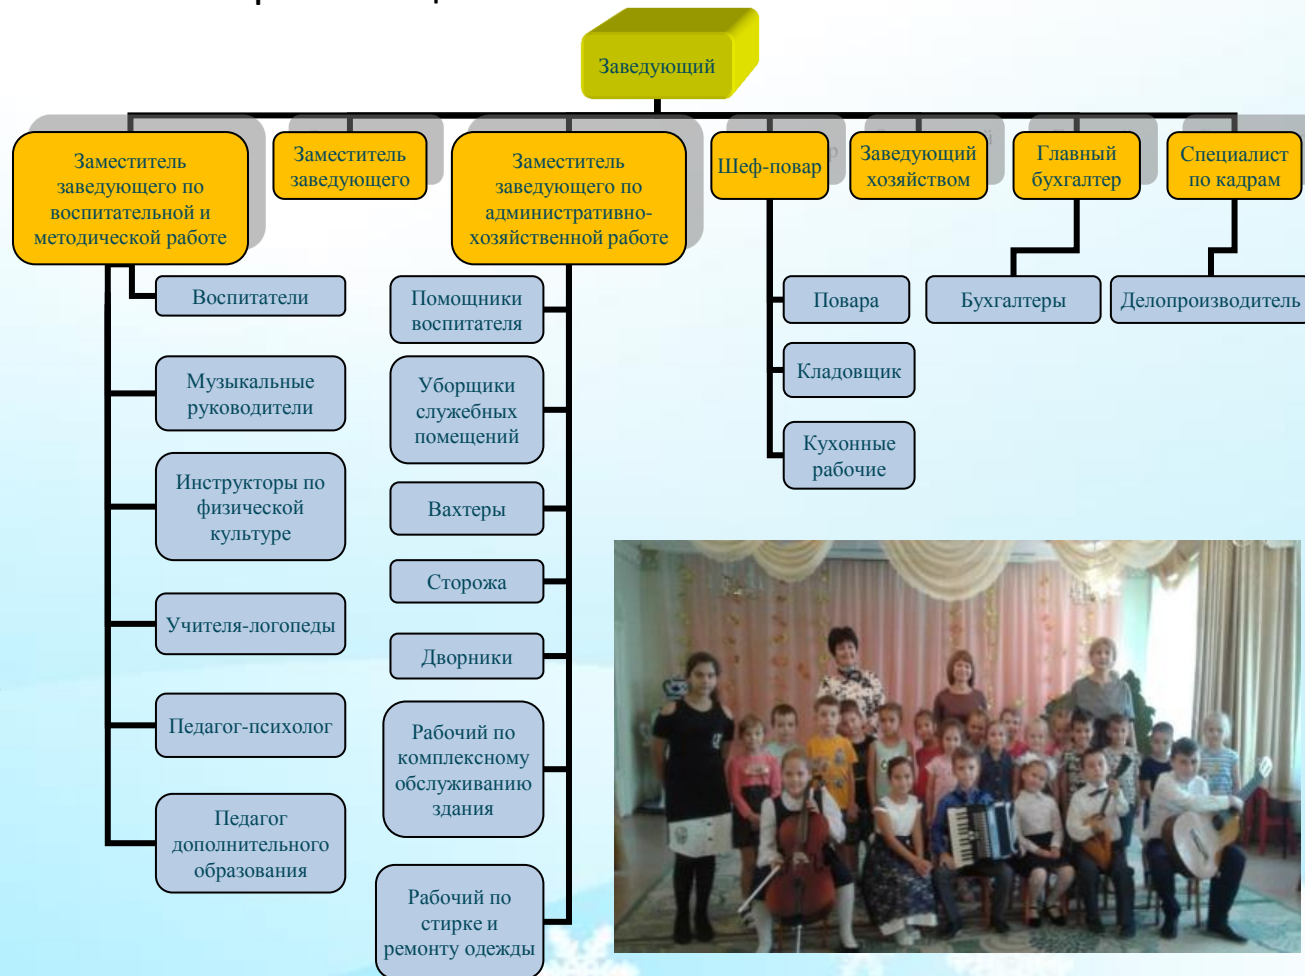 Заведующий
Заместитель
заведующего по
воспитательной и
методической работе
Заместитель
заведующего
Заместитель
заведующего по
административно-
хозяйственной работе
Шеф-повар
Заведующий
хозяйством
Главный
бухгалтер
Специалист
по кадрам
Воспитатели
Музыкальные
руководители
Инструкторы по
физической
культуре
Учителя-логопеды
Педагог-психолог
Педагог
дополнительного
образования
Помощники
воспитателя
Уборщики
служебных
помещений
Вахтеры
Сторожа
Дворники
Рабочий по
комплексному
обслуживанию
здания
Рабочий по
стирке и
ремонту одежды
Повара
Кладовщик
Кухонные
рабочие
Бухгалтеры
Делопроизводитель